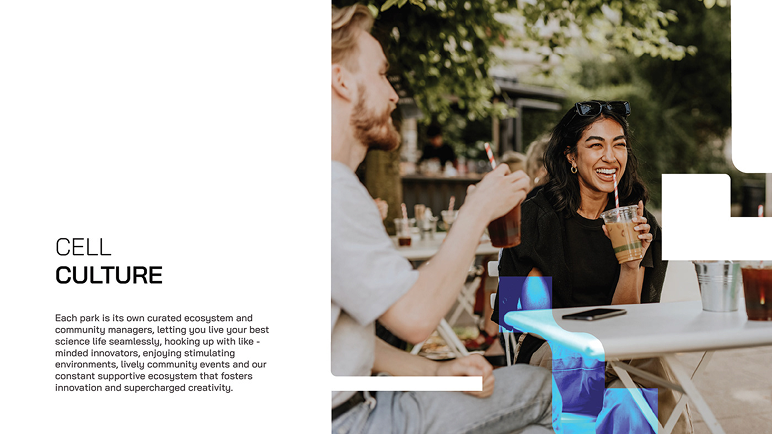 CELL
CULTURE
Each park is its own curated ecosystem and
community managers, letting you live your best
science life seamlessly, hooking up with like -
minded innovators, enjoying stimulating
environments, lively community events and our
constant supportive ecosystem that fosters
innovation and supercharged creativity.